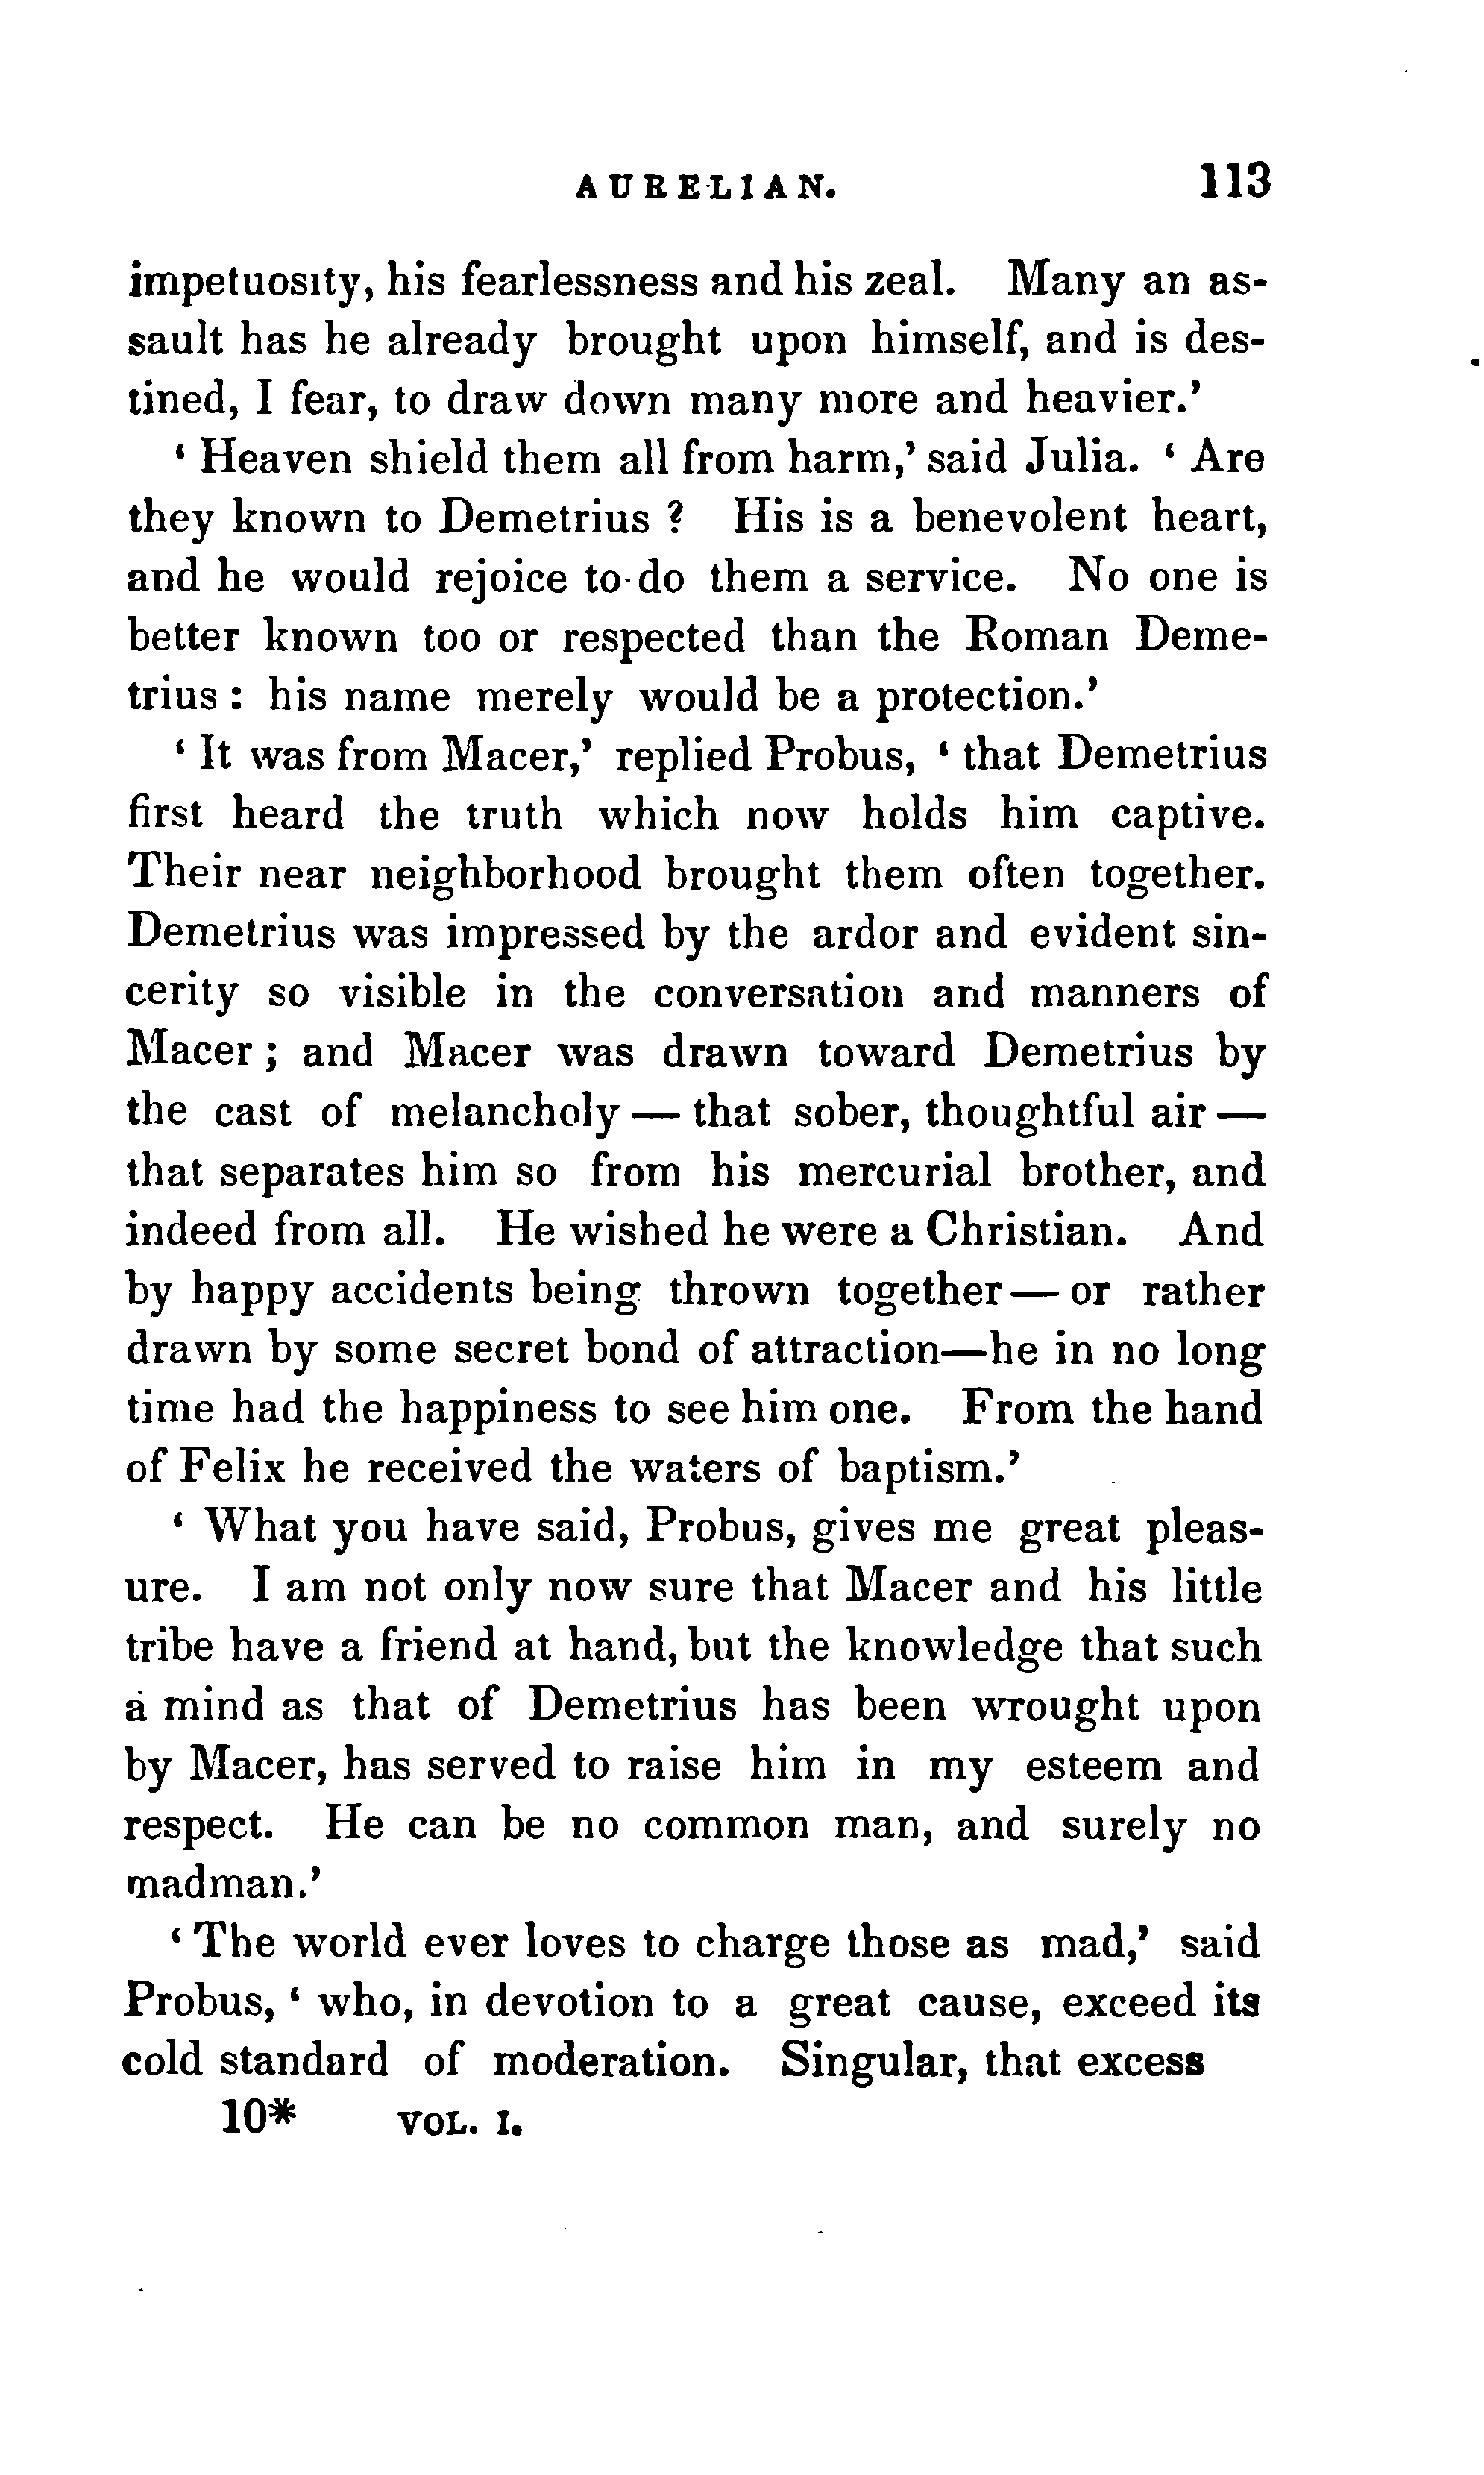 AURELIAN. 113
impetuosity, his fearlessness and his zeal. Many an as-
sault has he already brought upon himself, and is des-
tined, I fear, to draw down many more and heavier.’
‘ Heaven shield them all from harm,’ said Julia. ‘ Are
they known to Demetrius ? His is a benevolent heart,
and he would rejoice to do them a service. No one is
better known too or respected than the Roman Deme-
trius : his name merely would be a protection.’
‘ It was from Macer,’ replied Probus, ‘ that Demetrius
first heard the truth which now holds him captive.
Their near neighborhood brought them often together.
Demetrius was impressed by the ardor and evident sin-
cerity so visible in the conversation and manners of
Macer ; and Macer was drawn toward Demetrius by
the cast of melancholy — that sober, thoughtful air —
that separates him so from his mercurial brother, and
indeed from all. He wished he were a Christian. And
by happy accidents being thrown together — or rather
drawn by some secret bond of attraction—he in no long
time had the happiness to see him one. From the hand
of Felix he received the waters of baptism.’
‘ What you have said, Probus, gives me great pleas-
ure. I am not only now sure that Macer and his little
tribe have a friend at hand, but the knowledge that such
a mind as that of Demetrius has been wrought upon
by Macer, has served to raise him in my esteem and
respect. He can be no common man, and surely no
madman.’
‘ The world ever loves to charge those as mad,’ said
Probus, ‘ who, in devotion to a great cause, exceed its
cold standard of moderation. Singular, that excess
10* VOL. I.